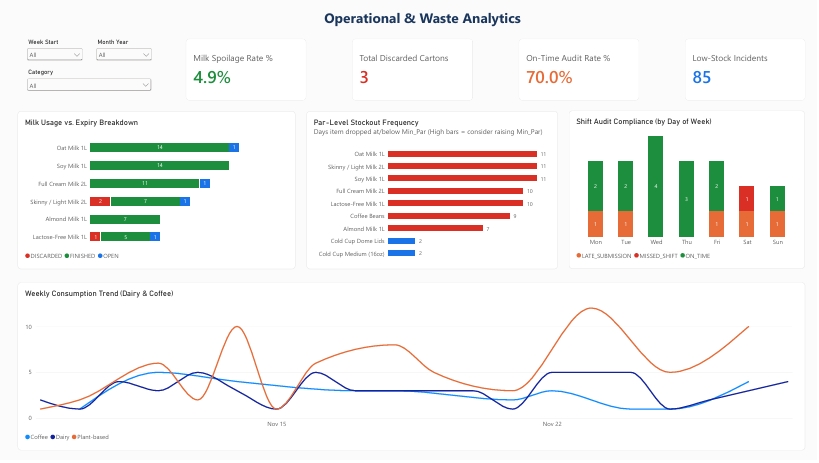 Operational & Waste Analytics
Week Start
Month Year
All
All
Category
All
Milk Spoilage Rate %
4.9%
Total Discarded Cartons
3
On-Time Audit Rate %
70.0%
Low-Stock Incidents
85
Milk Usage vs. Expiry Breakdown
Oat Milk 1L 14 1
Soy Milk 1L 14
Full Cream Milk 2L 11 1
Skinny / Light Milk 2L 2 7 1
Almond Milk 1L 7
Lactose-Free Milk 1L 1 5 1
DISCARDED FINISHED OPEN
Par-Level Stockout Frequency
Days item dropped at/below Min_Par (High bars = consider raising Min_Par)
Oat Milk 1L 11
Skinny / Light Milk 2L 11
Soy Milk 1L 11
Full Cream Milk 2L 10
Lactose-Free Milk 1L 10
Coffee Beans 9
Almond Milk 1L 7
Cold Cup Dome Lids 2
Cold Cup Medium (16oz) 2
Shift Audit Compliance (by Day of Week)
2 2 4 3 2 1 1
1 1 1 1 1
Mon Tue Wed Thu Fri Sat Sun
LATE_SUBMISSION MISSED_SHIFT ON_TIME
Weekly Consumption Trend (Dairy & Coffee)
10
5
0
Nov 15 Nov 22
Coffee Dairy Plant-based